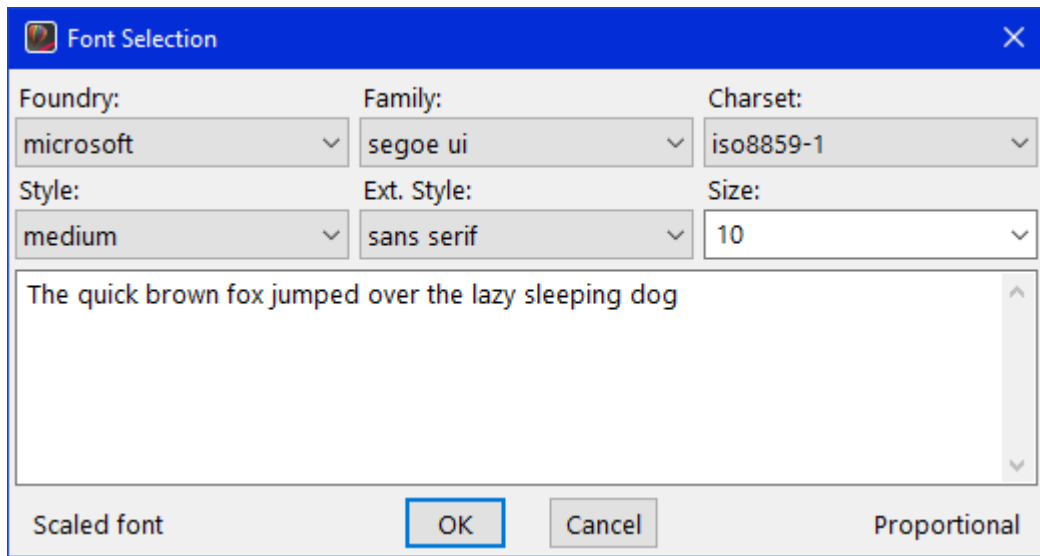 Font Selection
Foundry: Family: Charset:
microsoft segoe ui iso8859-1
Style: Ext. Style: Size:
medium sans serif 10
The quick brown fox jumped over the lazy sleeping dog
Scaled font OK Cancel Proportional